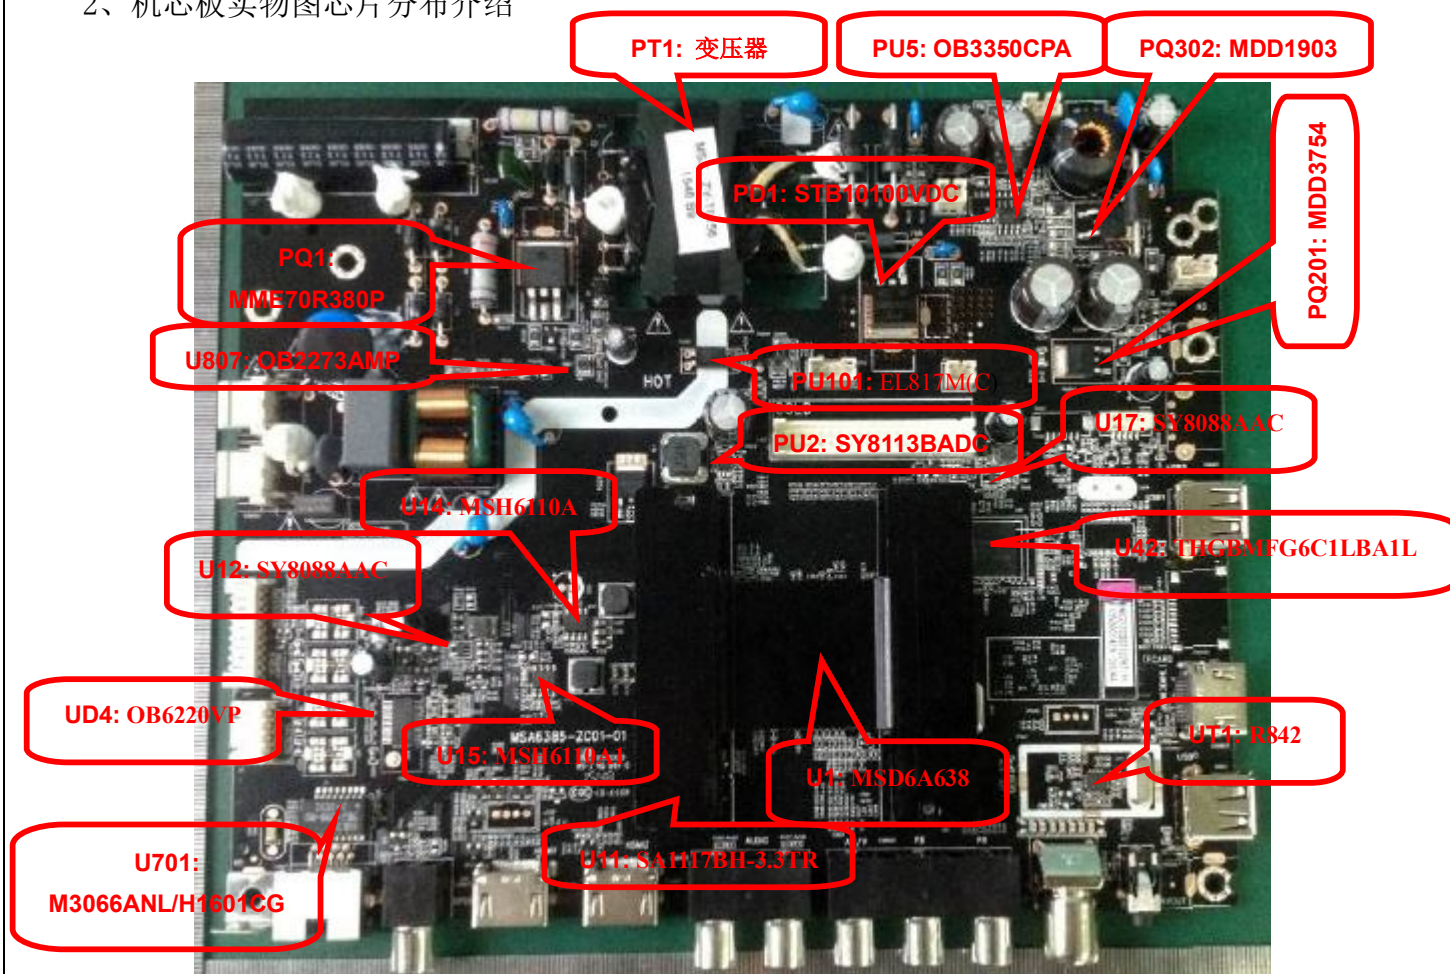 2、机芯板实物图芯片分布介绍
PT1: 变压器
PU5: OB3350CPA
PQ302: MDD1903
PQ201: MDD3754
PD1: STB10100VDC
PQ1:
MME70R380P
U807: OB2273AMP
HOT
PU101: EL817M(C)
PU2: SY8113BADC
U17: SY8088AAC
U14: MSH6110A
U42: THGBMFG6C1LBA1L
U12: SY8088AAC
UD4: OB6220VP
MSA6385-ZC01-01
U15: MSH6110A1
U1: MSD6A638
UT1: R842
U11: SA1117BH-3.3TR
AUDIO
U701:
M3066ANL/H1601CG